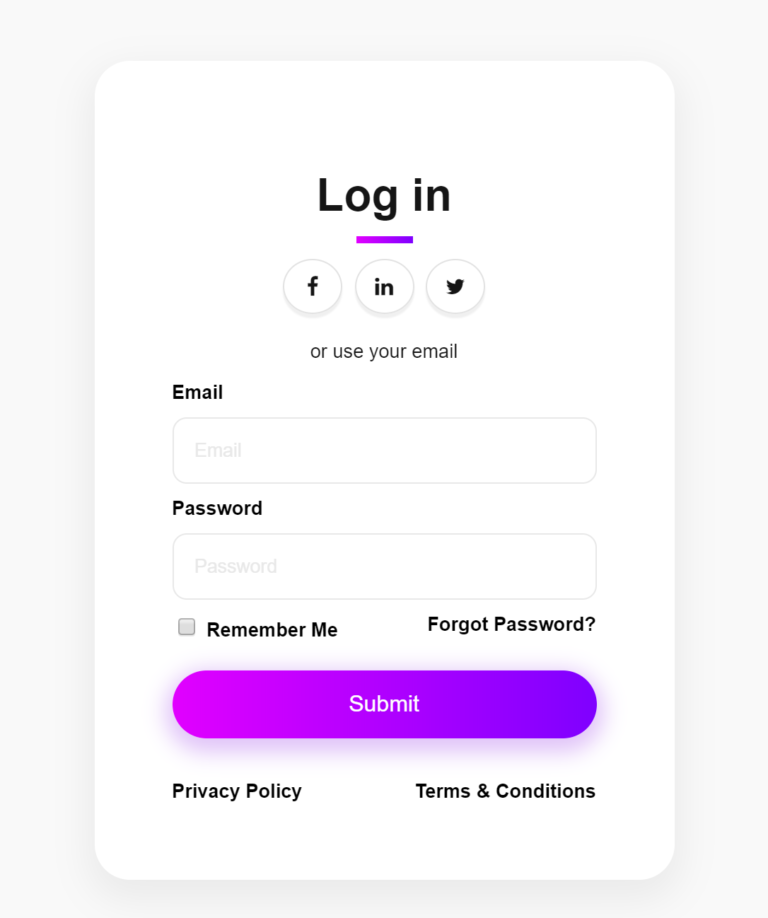 Log in
f in
or use your email
Email
Email
Password
Password
Remember Me Forgot Password?
Submit
Privacy Policy Terms & Conditions